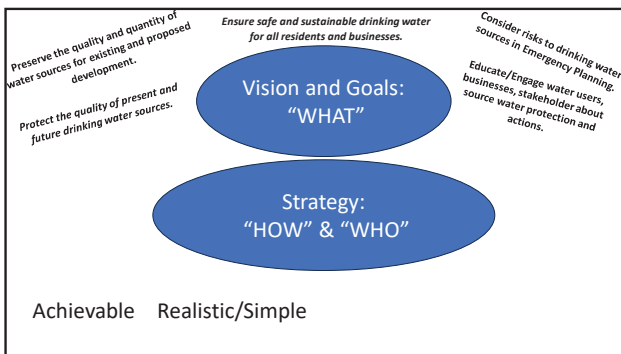 Preserve the quality and quantity of
water sources for existing and proposed
development.
Protect the quality of present and
future drinking water sources.
Ensure safe and sustainable drinking water
for all residents and businesses.
Consider risks to drinking water
sources in Emergency Planning.
Educate/Engage water users,
businesses, stakeholder about
source water protection and
actions.
Vision and Goals:
“WHAT”
Strategy:
“HOW” & “WHO”
Achievable Realistic/Simple